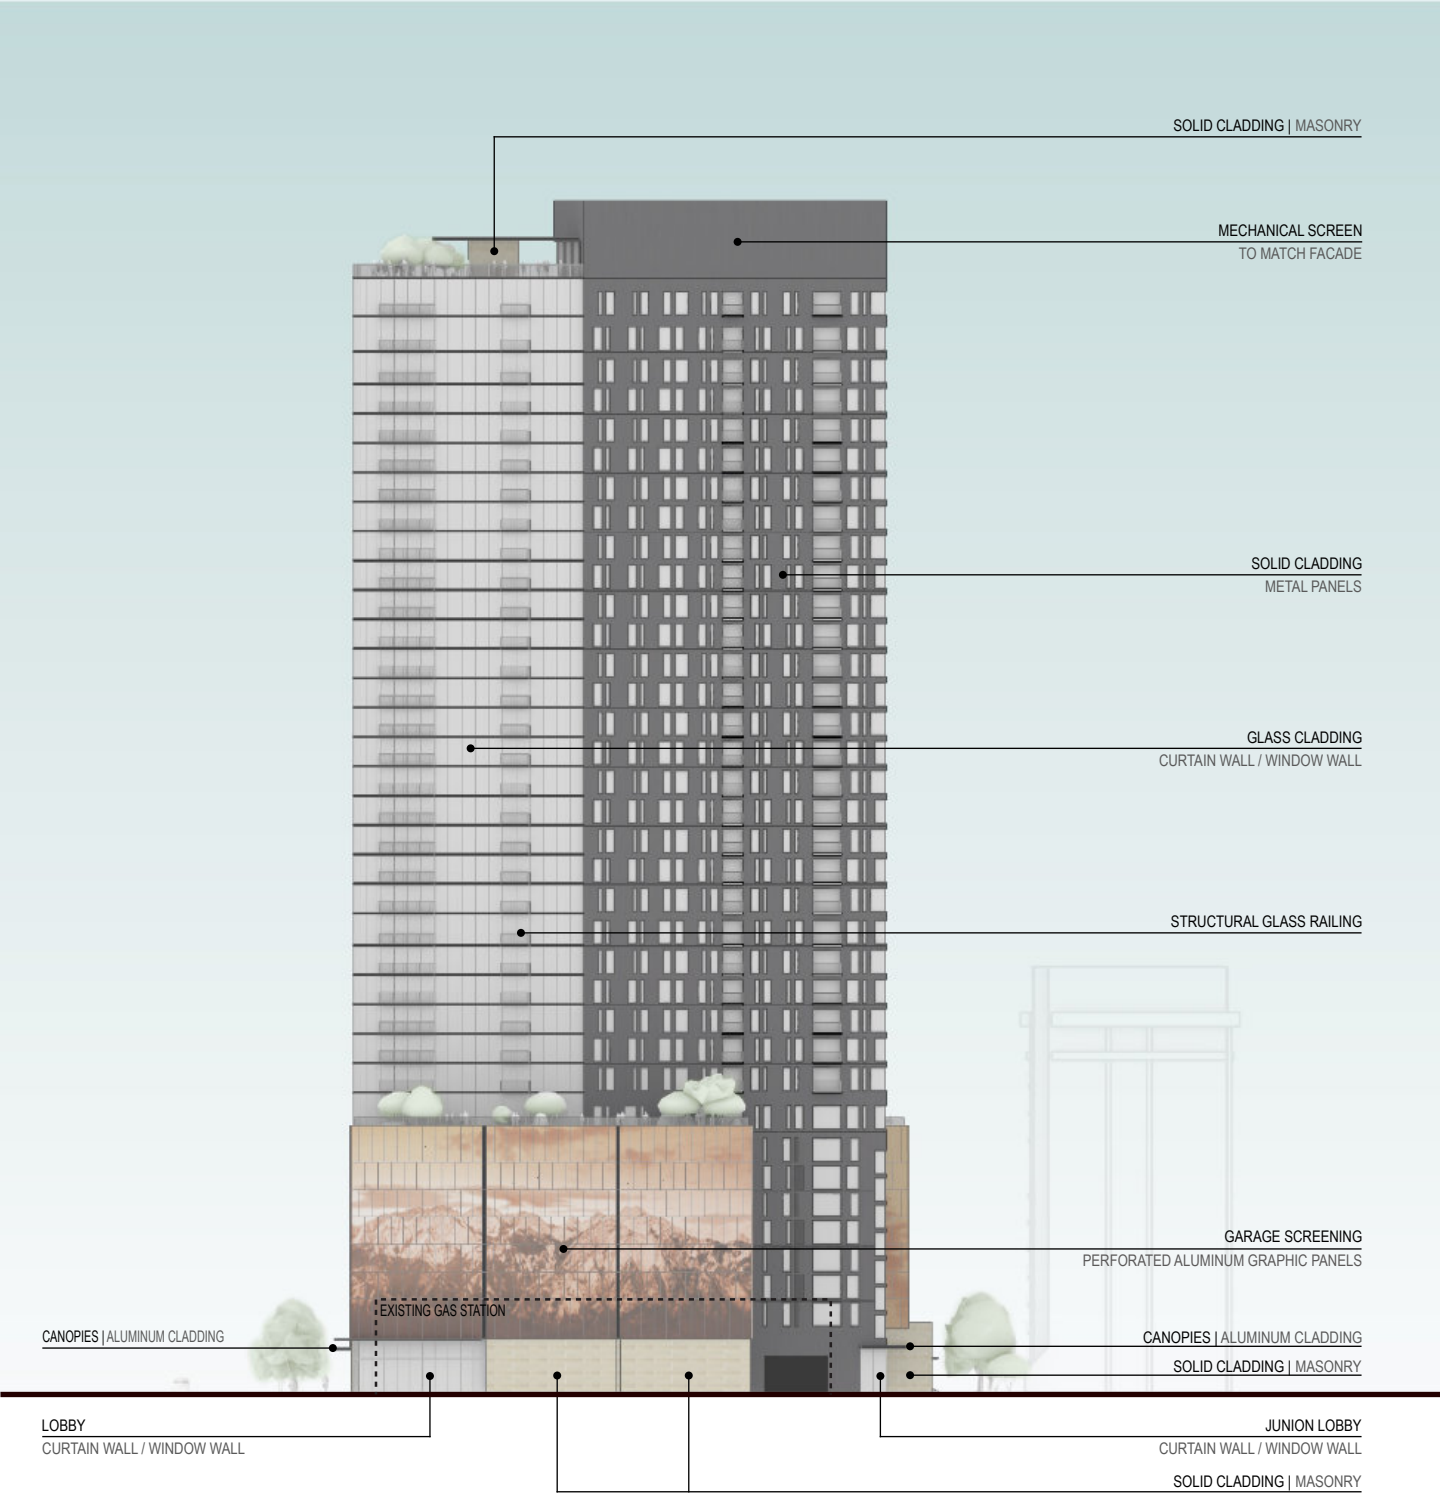 SOLID CLADDING | MASONRY
MECHANICAL SCREEN
TO MATCH FACADE
SOLID CLADDING
METAL PANELS
GLASS CLADDING
CURTAIN WALL / WINDOW WALL
STRUCTURAL GLASS RAILING
GARAGE SCREENING
PERFORATED ALUMINUM GRAPHIC PANELS
EXISTING GAS STATION
CANOPIES | ALUMINUM CLADDING
CANOPIES | ALUMINUM CLADDING
SOLID CLADDING | MASONRY
LOBBY
CURTAIN WALL / WINDOW WALL
JUNION LOBBY
CURTAIN WALL / WINDOW WALL
SOLID CLADDING | MASONRY